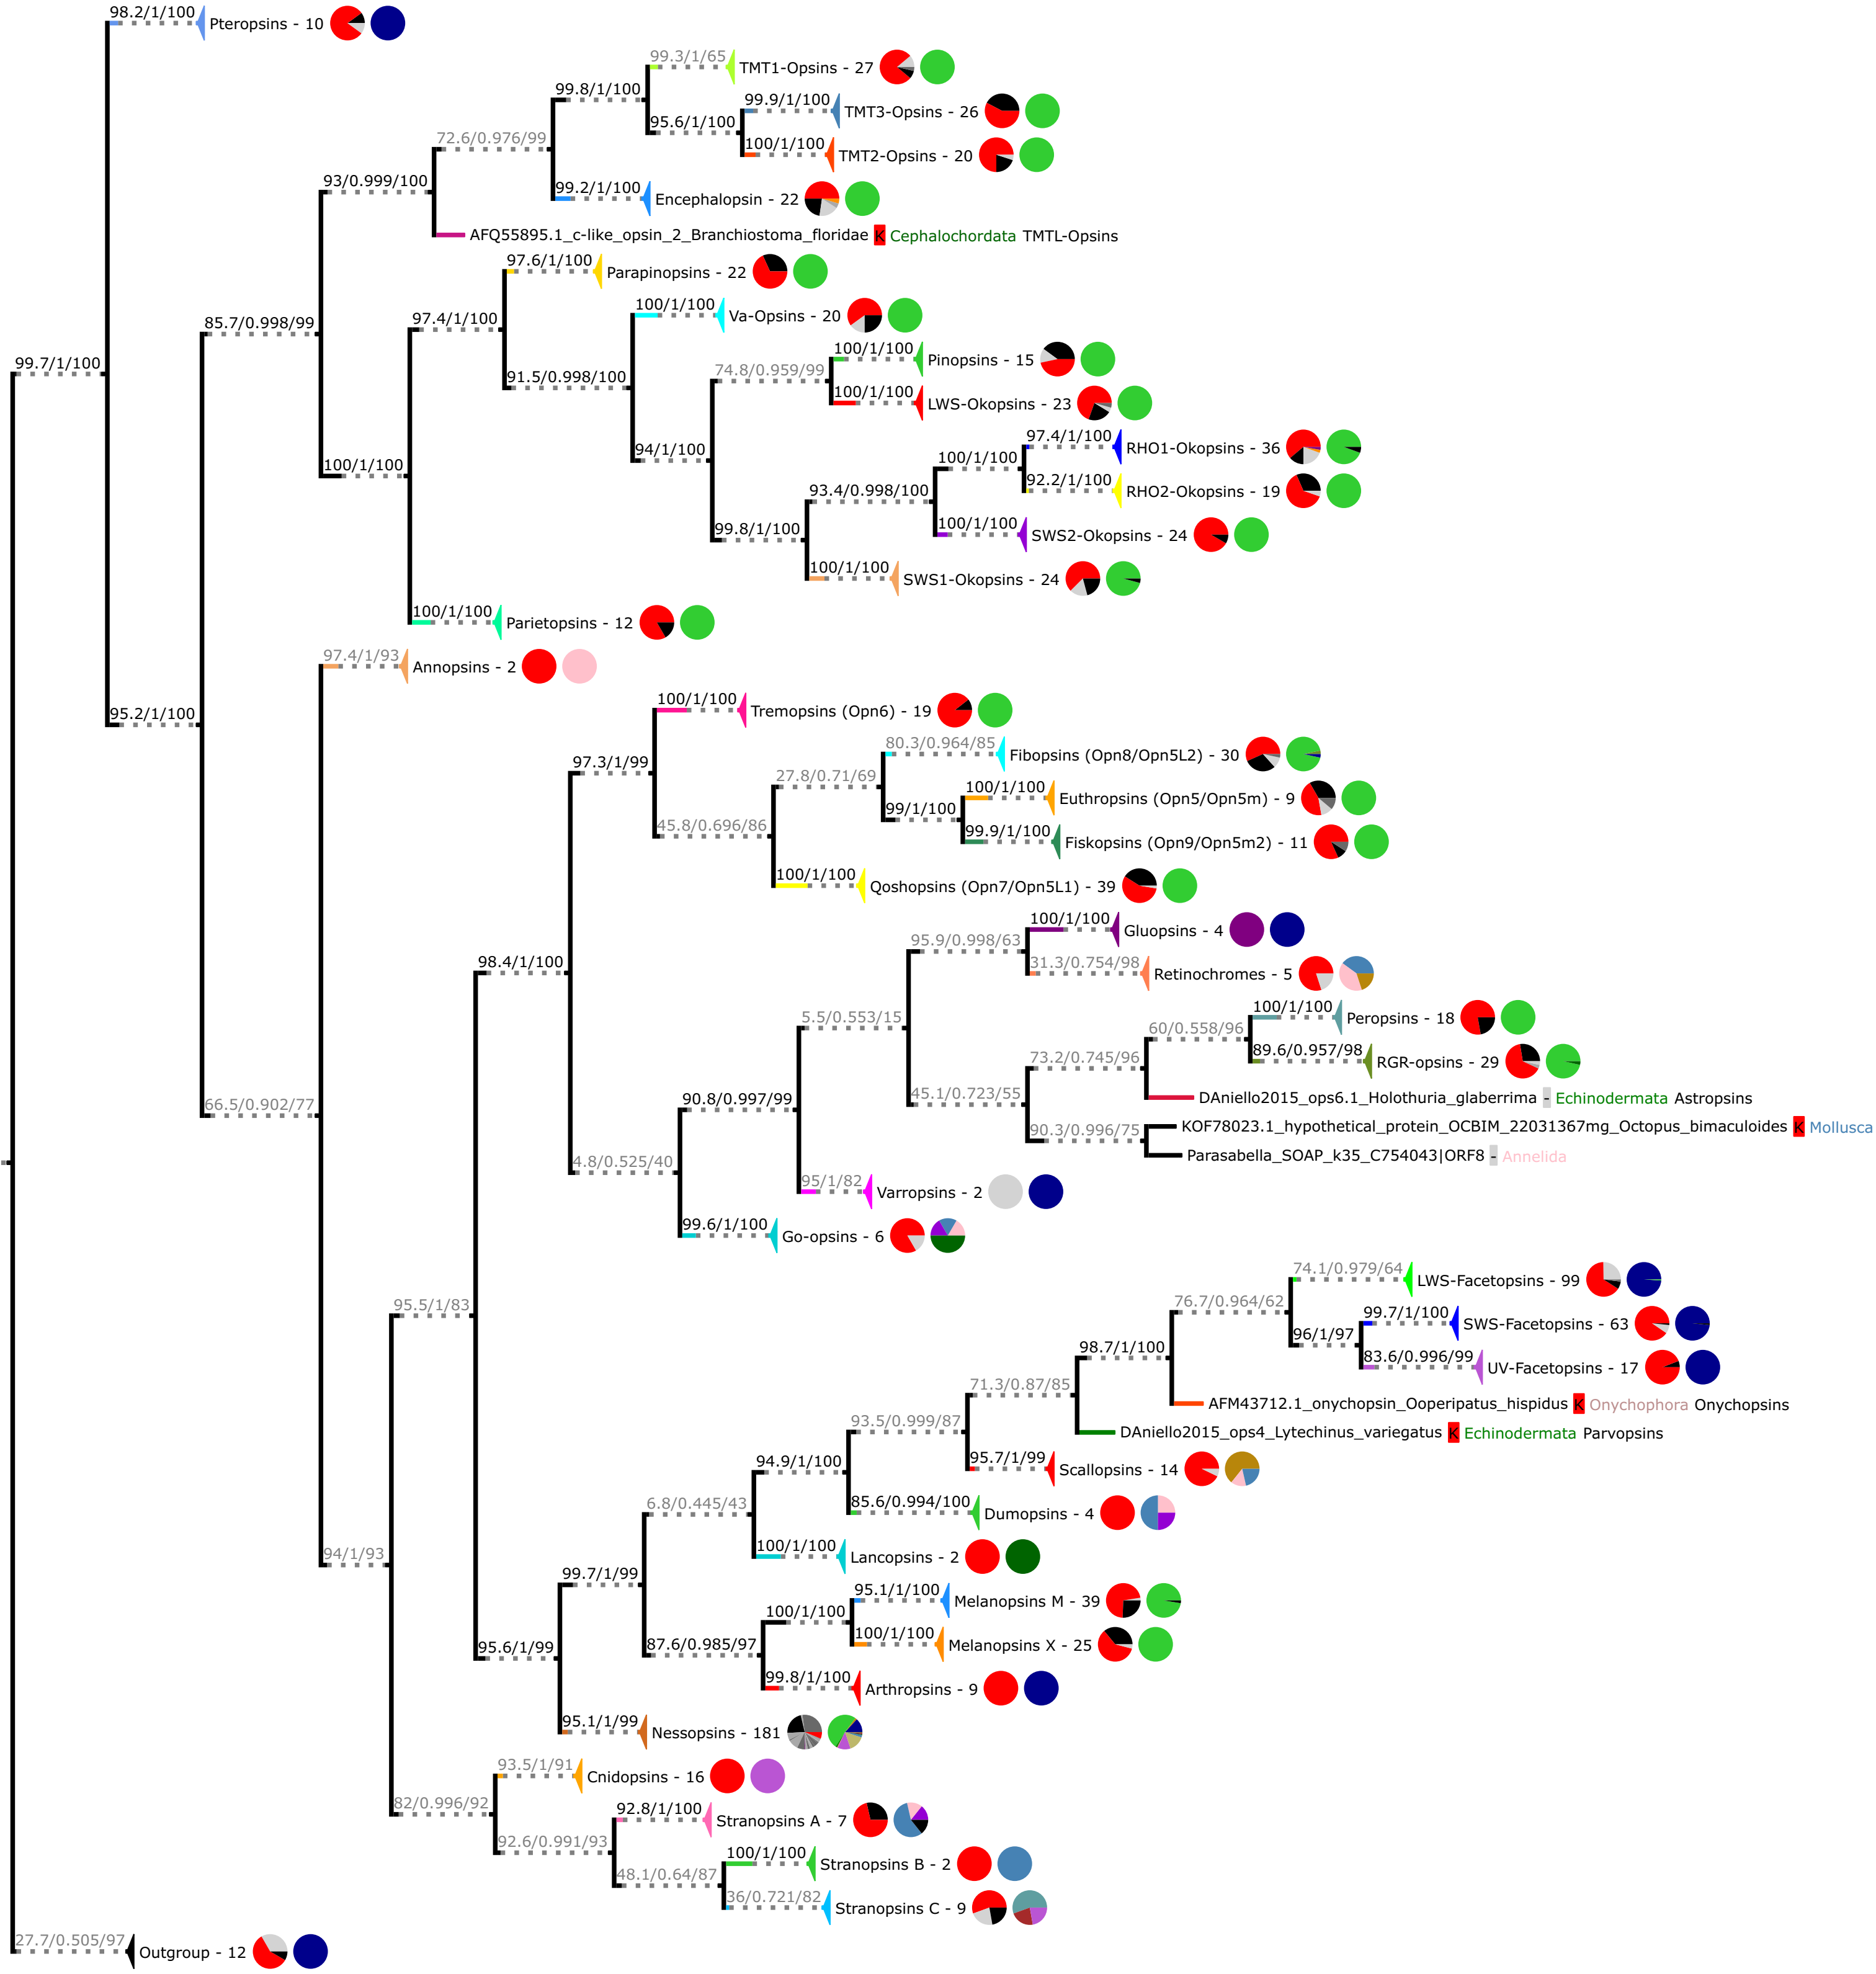 98.2/1/100
Pteropsins - 10
99.3/1/65
TMT1-Opsins - 27
99.8/1/100
99.9/1/100
TMT3-Opsins - 26
95.6/1/100
72.6/0.976/99
100/1/100
TMT2-Opsins - 20
93/0.999/100
99.2/1/100
Encephalopsin - 22
AFQ55895.1_c-like_opsin_2_Branchiostoma_floridae K Cephalochordata TMTL-Opsins
97.6/1/100
Parapinopsins - 22
85.7/0.998/99
97.4/1/100
100/1/100
Va-Opsins - 20
99.7/1/100
100/1/100
Pinopsins - 15
74.8/0.959/99
91.5/0.998/100
100/1/100
LWS-Okopsins - 23
97.4/1/100
RHO1-Okopsins - 36
94/1/100
100/1/100
100/1/100
92.2/1/100
RHO2-Okopsins - 19
93.4/0.998/100
99.8/1/100
100/1/100
SWS2-Okopsins - 24
100/1/100
SWS1-Okopsins - 24
100/1/100
Parietopsins - 12
97.4/1/93
Annopsins - 2
95.2/1/100
100/1/100
Tremopsins (Opn6) - 19
97.3/1/99
80.3/0.964/85
Fibopsins (Opn8/Opn5L2) - 30
27.8/0.71/69
100/1/100
Euthropsins (Opn5/Opn5m) - 9
45.8/0.696/86
99/1/100
99.9/1/100
Fiskopsins (Opn9/Opn5m2) - 11
100/1/100
Qoshopsins (Opn7/Opn5L1) - 39
98.4/1/100
100/1/100
Gluopsins - 4
95.9/0.998/63
31.3/0.754/98
Retinochromes - 5
5.5/0.553/15
100/1/100
Peropsins - 18
60/0.558/96
73.2/0.745/96
89.6/0.957/98
RGR-opsins - 29
45.1/0.723/55
DAniello2015_ops6.1_Holothuria_glaberrima - Echinodermata Astropsins
66.5/0.902/77
90.8/0.997/99
90.3/0.996/75
KOF78023.1_hypothetical_protein_OCBIM_22031367mg_Octopus_bimaculoides K Mollusca
Parasabella_SOAP_k35_C754043|ORF8 - Annelida
4.8/0.525/40
95/1/82
Varropsins - 2
99.6/1/100
Go-opsins - 6
74.1/0.979/64
LWS-Facetopsins - 99
95.5/1/83
76.7/0.964/62
99.7/1/100
SWS-Facetopsins - 63
96/1/97
98.7/1/100
83.6/0.996/99
UV-Facetopsins - 17
71.3/0.87/85
AFM43712.1_onychopsin_Ooperipatus_hispidus K Onychophora Onychopsins
93.5/0.999/87
DAniello2015_ops4_Lytechinus_variegatus K Echinodermata Parvopsins
94.9/1/100
95.7/1/99
Scallopsins - 14
6.8/0.445/43
85.6/0.994/100
Dumopsins - 4
94/1/93
100/1/100
Lancopsins - 2
99.7/1/99
95.1/1/100
Melanopsins M - 39
100/1/100
95.6/1/99
87.6/0.985/97
100/1/100
Melanopsins X - 25
99.8/1/100
Arthropsins - 9
95.1/1/99
Nessopsins - 181
93.5/1/91
Cnidopsins - 16
82/0.996/92
92.8/1/100
Stranopsins A - 7
92.6/0.991/93
100/1/100
Stranopsins B - 2
48.1/0.64/87
36/0.721/82
Stranopsins C - 9
27.7/0.505/97
Outgroup - 12